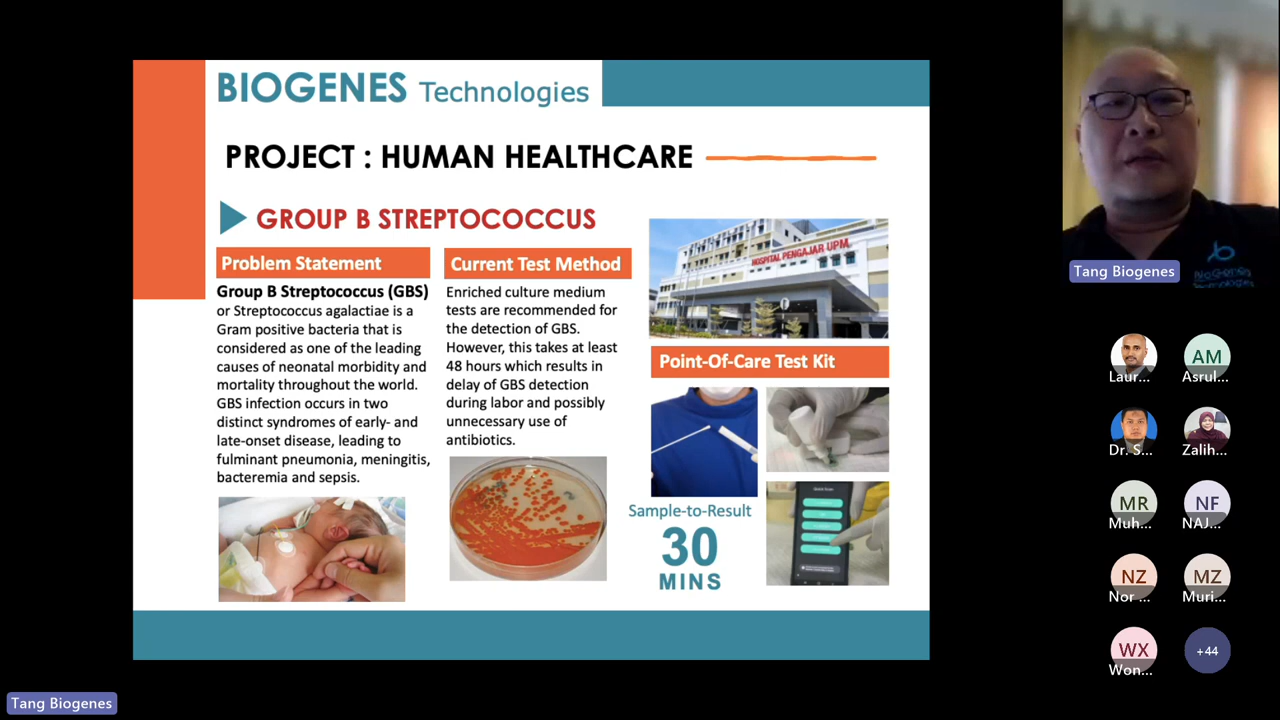 BIOGENES Technologies
PROJECT : HUMAN HEALTHCARE
GROUP B STREPTOCOCCUS
Problem Statement
Group B Streptococcus (GBS)
or Streptococcus agalactiae is a
Gram positive bacteria that is
considered as one of the leading
causes of neonatal morbidity and
mortality throughout the world.
GBS infection occurs in two
distinct syndromes of early- and
late-onset disease, leading to
fulminant pneumonia, meningitis,
bacteremia and sepsis.
Current Test Method
Enriched culture medium
tests are recommended for
the detection of GBS.
However, this takes at least
48 hours which results in
delay of GBS detection
during labor and possibly
unnecessary use of
antibiotics.
HOSPITAL PENGAJAR UPM
Point-Of-Care Test Kit
Sample-to-Result
30
MINS
BioGenes
Technologies
Tang Biogenes
Laur...
AM
Asrul...
Dr. S...
Zalih...
MR
Muh...
NF
NAJ...
NZ
Nor ...
MZ
Muri...
WX
Won...
+44
Tang Biogenes